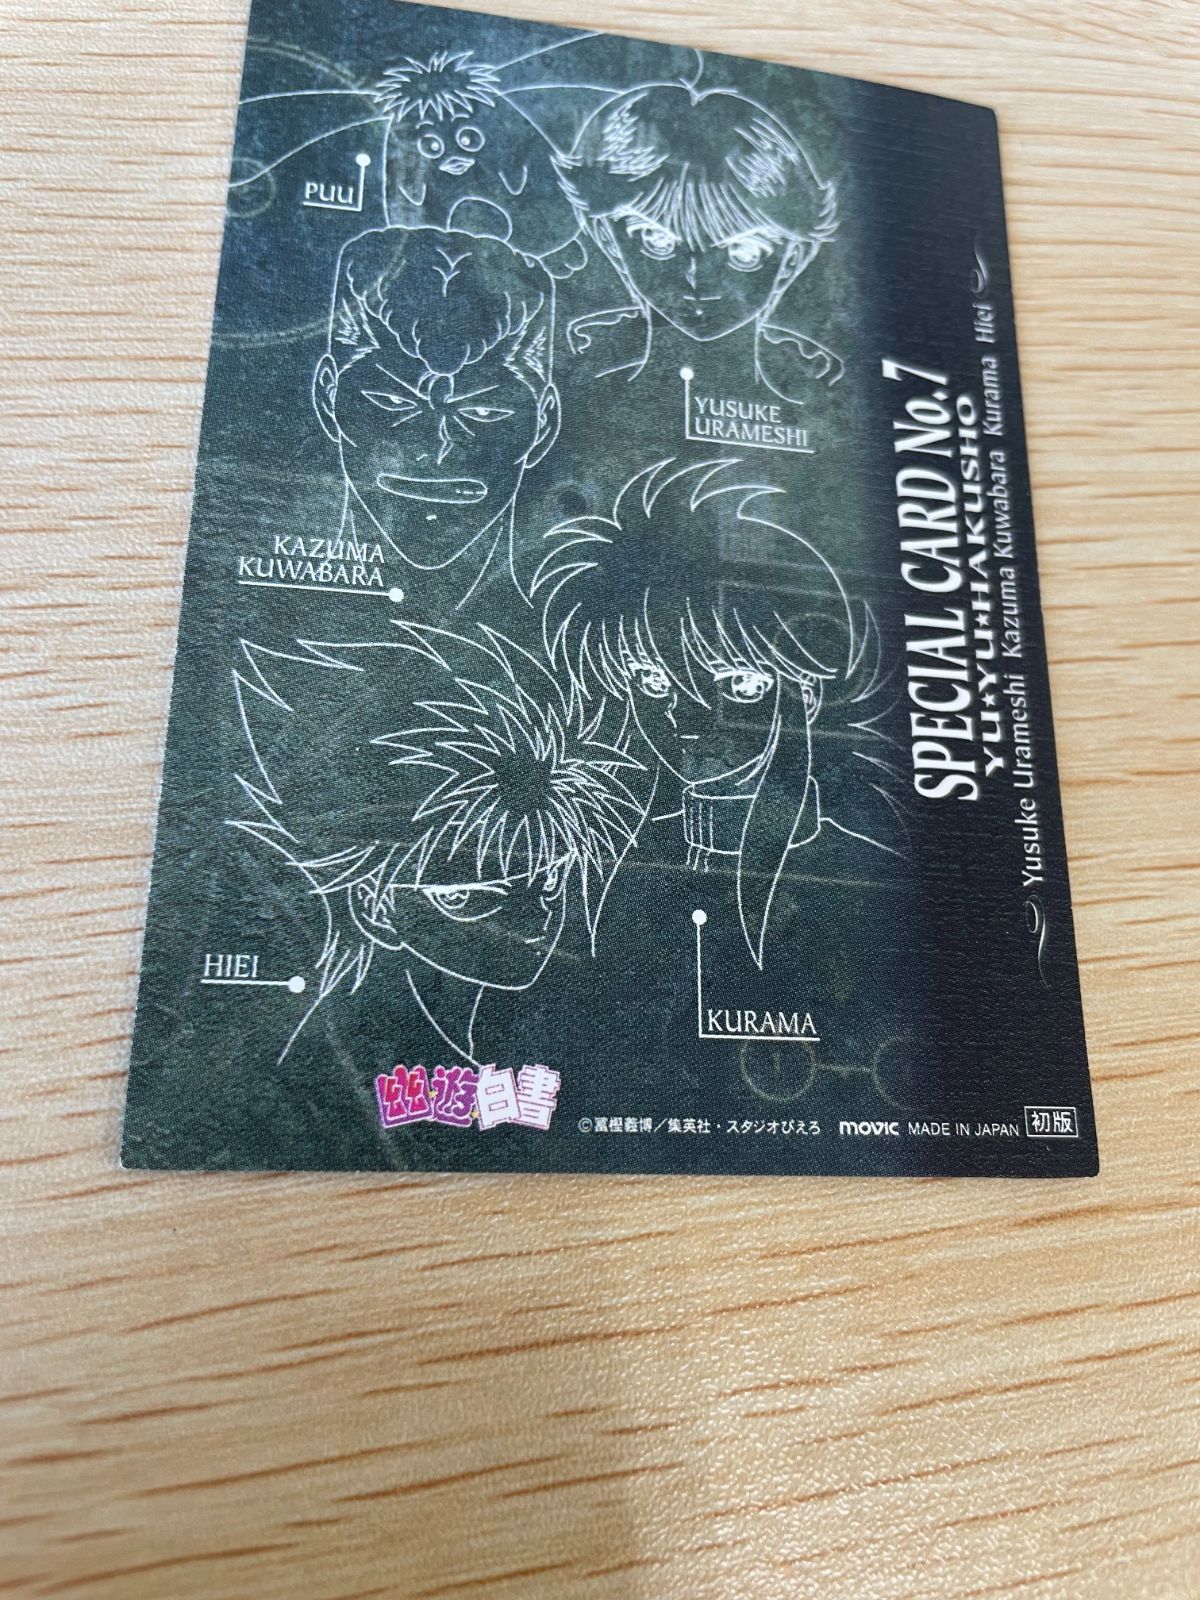 PUU
YUSUKE
URAMESHI
KAZUMA
KUWABARA
HIEI
KURAMA
SPECIAL CARD No.7
YU★YU★HAKUSHO
Yusuke Urameshi Kazuma Kuwabara Kurama Hiei
幽★遊★白書
©冨樫義博／集英社・スタジオぴえろ movic MADE IN JAPAN 初版